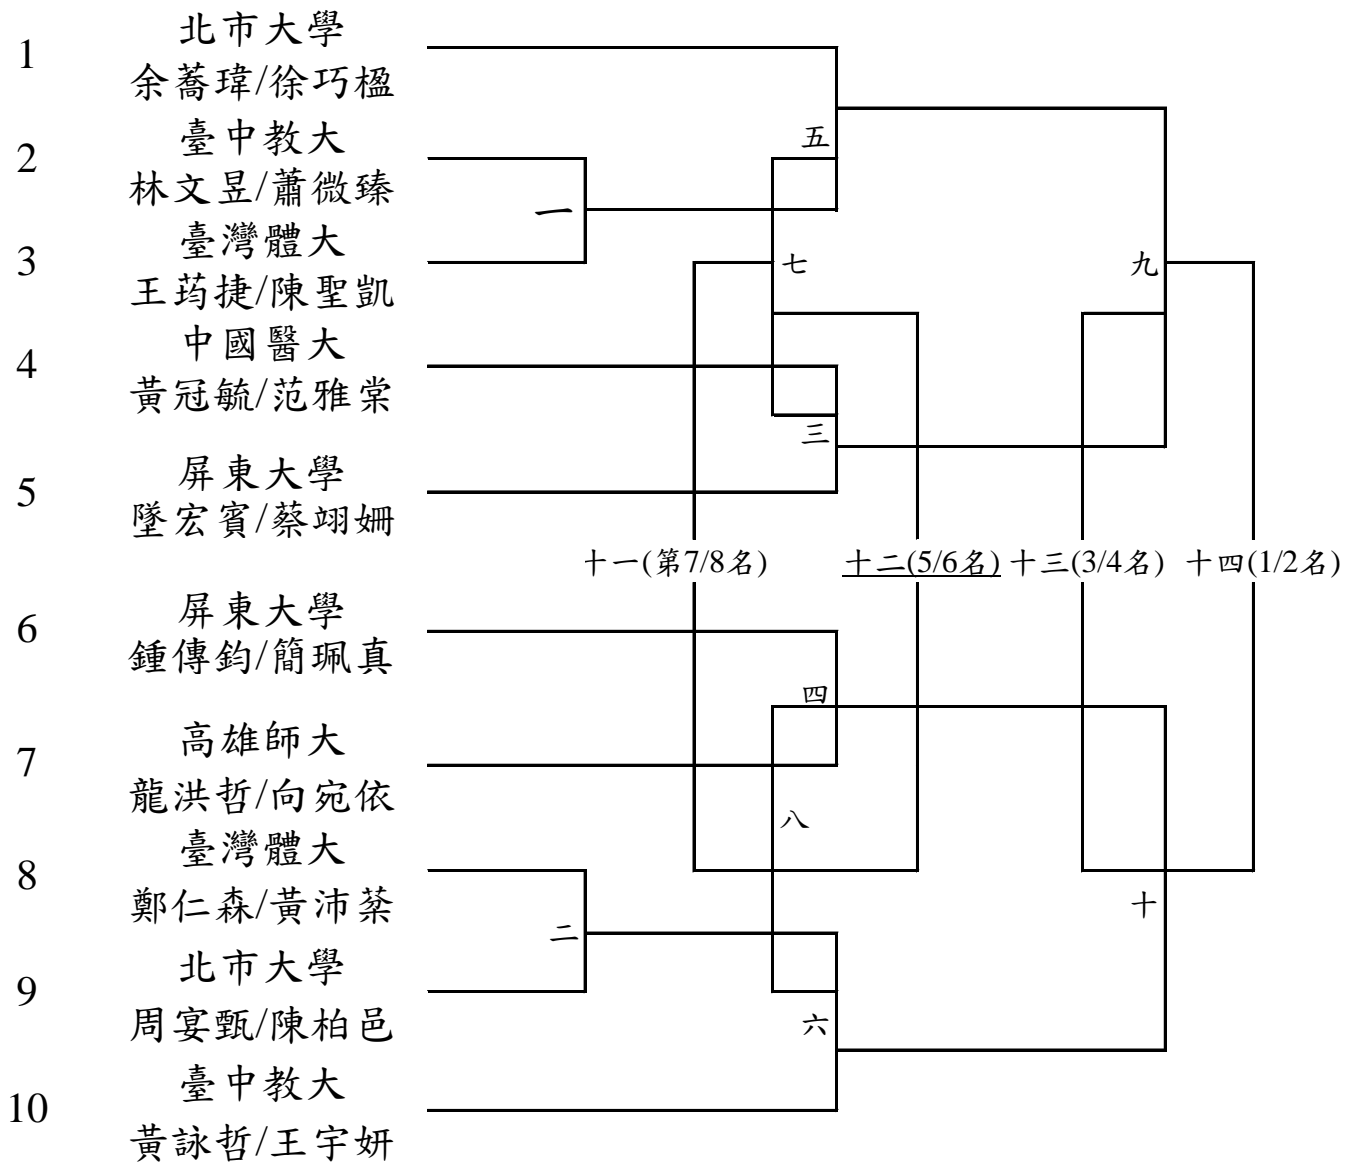 1
北市大學
余蕎瑋/徐巧楹
2
臺中教大
林文昱/蕭微臻
3
臺灣體大
王荺捷/陳聖凱
4
中國醫大
黃冠毓/范雅棠
5
屏東大學
墜宏賓/蔡翊姍
6
屏東大學
鍾傳鈞/簡珮真
7
高雄師大
龍洪哲/向宛依
8
臺灣體大
鄭仁森/黃沛蔾
9
北市大學
周宴甄/陳柏邑
10
臺中教大
黃詠哲/王宇妍
一
二
三
四
五
六
七
八
九
十
十一(第7/8名)
十二(5/6名)
十三(3/4名)
十四(1/2名)